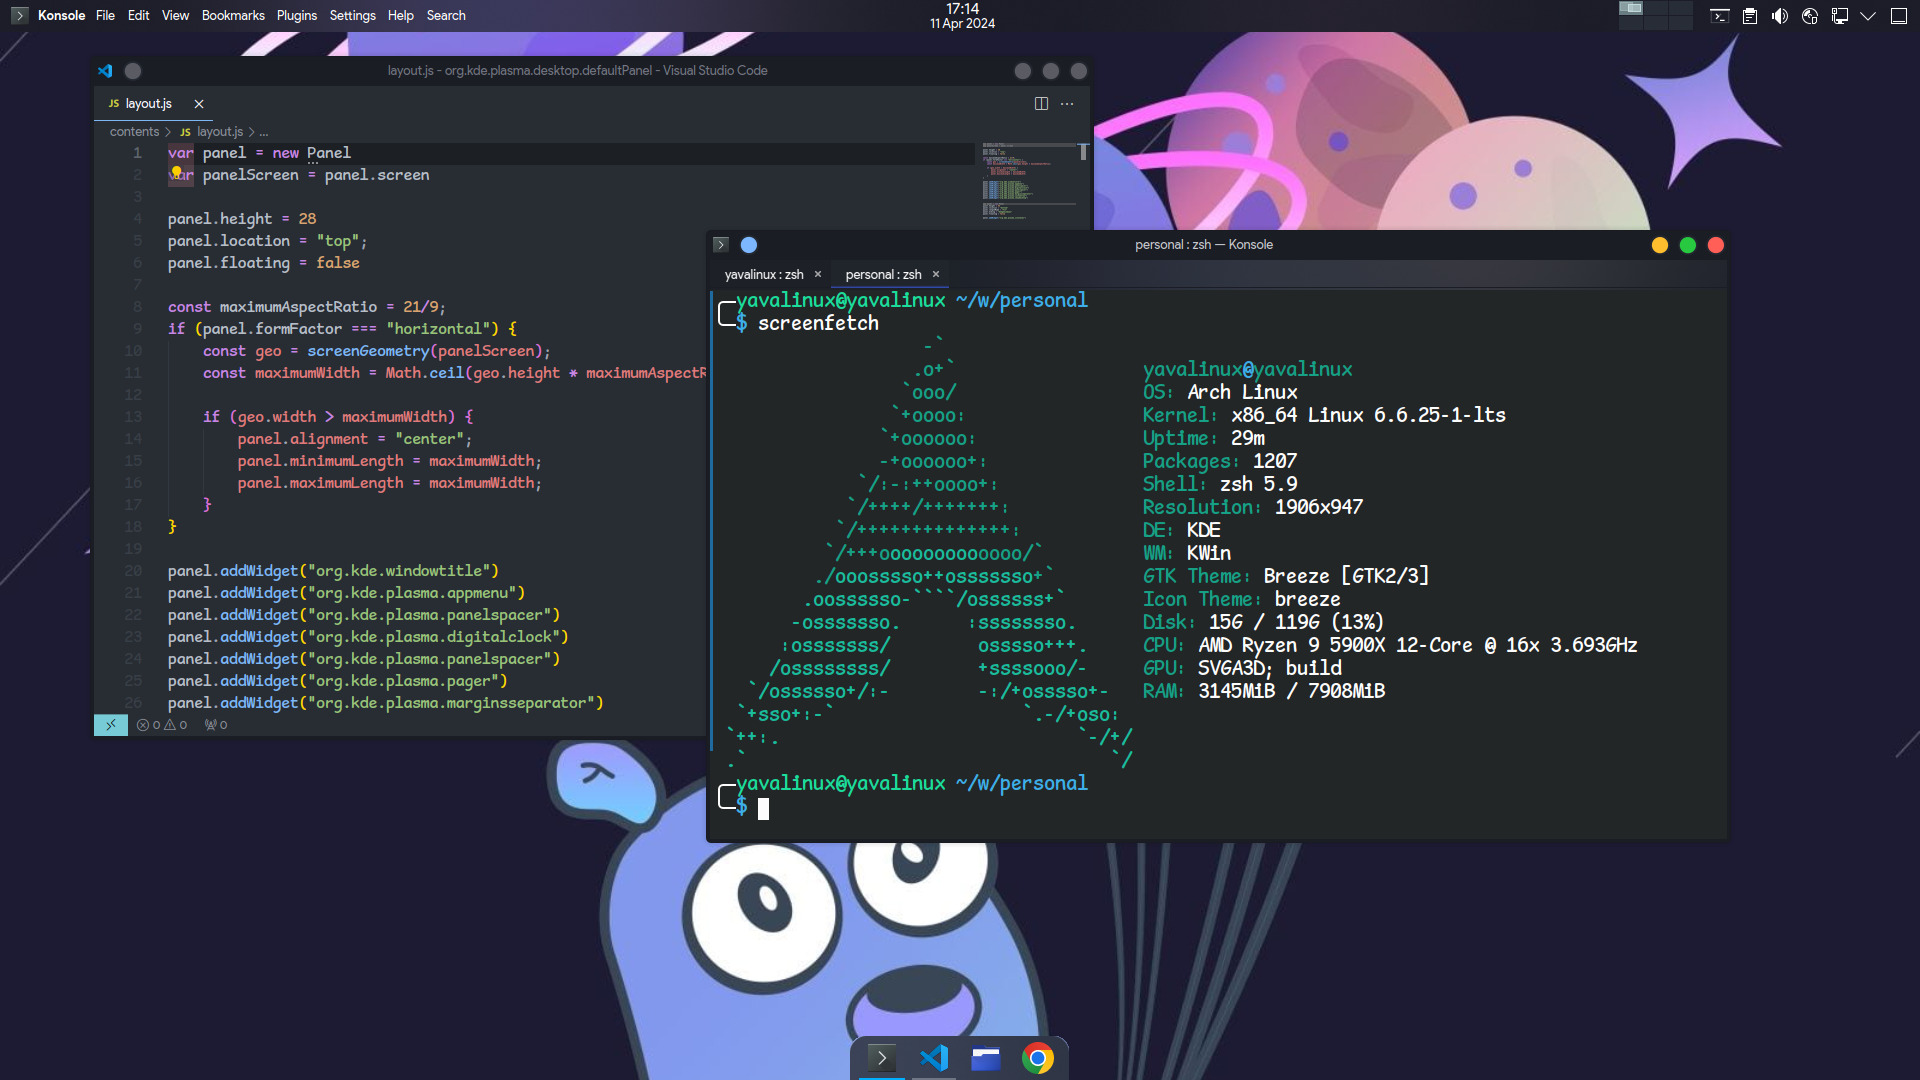 Konsole File Edit View Bookmarks Plugins Settings Help Search
17:14
11 Apr 2024
layout.js - org.kde.plasma.desktop.defaultPanel - Visual Studio Code
JS layout.js
contents > JS layout.js > ...
1 var panel = new Panel
2 var panelScreen = panel.screen
3
4 panel.height = 28
5 panel.location = "top";
6 panel.floating = false
7
8 const maximumAspectRatio = 21/9;
9 if (panel.formFactor === "horizontal") {
10 const geo = screenGeometry(panelScreen);
11 const maximumWidth = Math.ceil(geo.height * maximumAspectR
12
13 if (geo.width > maximumWidth) {
14 panel.alignment = "center";
15 panel.minimumLength = maximumWidth;
16 panel.maximumLength = maximumWidth;
17 }
18 }
19
20 panel.addWidget("org.kde.windowtitle")
21 panel.addWidget("org.kde.plasma.appmenu")
22 panel.addWidget("org.kde.plasma.panelspacer")
23 panel.addWidget("org.kde.plasma.digitalclock")
24 panel.addWidget("org.kde.plasma.panelspacer")
25 panel.addWidget("org.kde.plasma.pager")
26 panel.addWidget("org.kde.plasma.marginsseparator")
0 0 0
personal : zsh — Konsole
yavalinux : zsh × personal : zsh ×
yavalinux@yavalinux ~/w/personal
$ screenfetch
-`
.o+`
`ooo/
`+oooo:
`+oooooo:
-+oooooo+:
`/:-:++oooo+:
`/++++/+++++++:
`/++++++++++++++:
`/+++ooooooooooooo/`
./ooosssso++osssssso+`
.oossssso-````/ossssss+`
-osssssso. :ssssssso.
:osssssss/ osssso+++.
/ossssssss/ +ssssooo/-
`/ossssso+/:- -:/+osssso+-
`+sso+:-` `.-/+oso:
`++:. `-/+/
.` `/
yavalinux@yavalinux
OS: Arch Linux
Kernel: x86_64 Linux 6.6.25-1-lts
Uptime: 29m
Packages: 1207
Shell: zsh 5.9
Resolution: 1906x947
DE: KDE
WM: KWin
GTK Theme: Breeze [GTK2/3]
Icon Theme: breeze
Disk: 15G / 119G (13%)
CPU: AMD Ryzen 9 5900X 12-Core @ 16x 3.693GHz
GPU: SVGA3D; build
RAM: 3145MiB / 7908MiB
yavalinux@yavalinux ~/w/personal
$